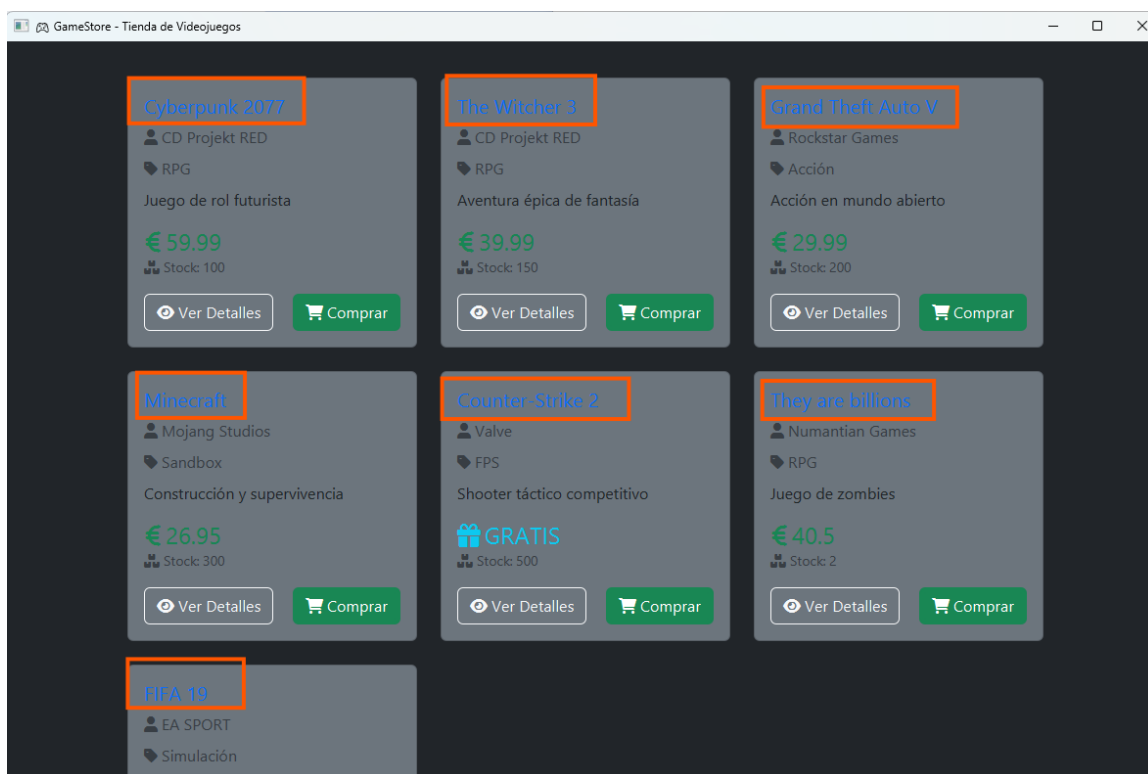 GameStore - Tienda de Videojuegos
Cyberpunk 2077
CD Projekt RED
RPG
Juego de rol futurista
€ 59.99
Stock: 100
Ver Detalles
Comprar
The Witcher 3
CD Projekt RED
RPG
Aventura épica de fantasía
€ 39.99
Stock: 150
Ver Detalles
Comprar
Grand Theft Auto V
Rockstar Games
Acción
Acción en mundo abierto
€ 29.99
Stock: 200
Ver Detalles
Comprar
Minecraft
Mojang Studios
Sandbox
Construcción y supervivencia
€ 26.95
Stock: 300
Ver Detalles
Comprar
Counter-Strike 2
Valve
FPS
Shooter táctico competitivo
GRATIS
Stock: 500
Ver Detalles
Comprar
They are billions
Numantian Games
RPG
Juego de zombies
€ 40.5
Stock: 2
Ver Detalles
Comprar
FIFA 19
EA SPORT
Simulación